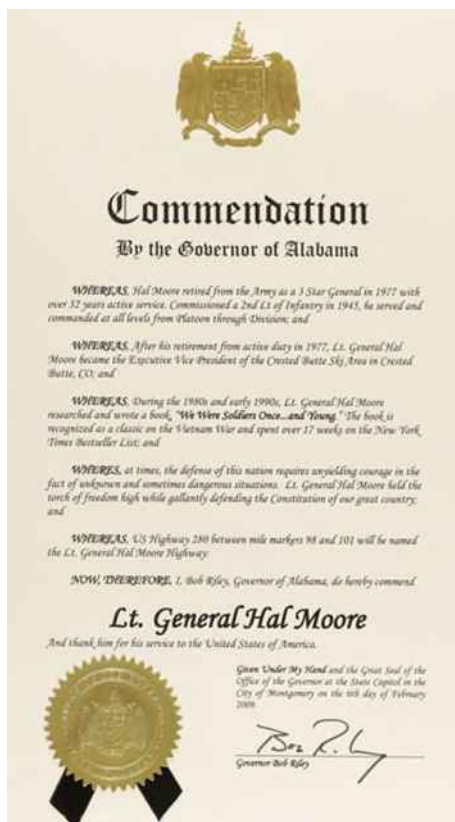 Commendation
By the Governor of Alabama
WHEREAS, Hal Moore retired from the Army as a 3 Star General in 1977 with
over 32 years active service. Commissioned a 2nd Lt of Infantry in 1945, he served and
commanded at all levels from Platoon through Division; and
WHEREAS, After his retirement from active duty in 1977, Lt. General Hal
Moore became the Executive Vice President of the Crested Butte Ski Area in Crested
Butte, CO; and
WHEREAS, During the 1980s and early 1990s, Lt. General Hal Moore
researched and wrote a book, "We Were Soldiers Once...and Young." The book is
recognized as a classic on the Vietnam War and spent over 17 weeks on the New York
Times Bestseller List; and
WHERES, at times, the defense of this nation requires unyielding courage in the
fact of unknown and sometimes dangerous situations. Lt. General Hal Moore held the
torch of freedom high while gallantly defending the Constitution of our great country;
and
WHEREAS, US Highway 280 between mile markers 98 and 101 will be named
the Lt. General Hal Moore Highway
NOW, THEREFORE, I, Bob Riley, Governor of Alabama, do hereby commend
Lt. General Hal Moore
And thank him for his service to the United States of America.
Given Under My Hand and the Great Seal of the
Office of the Governor at the State Capitol in the
City of Montgomery on the 6th day of February
2009.
Bob Riley
Governor Bob Riley